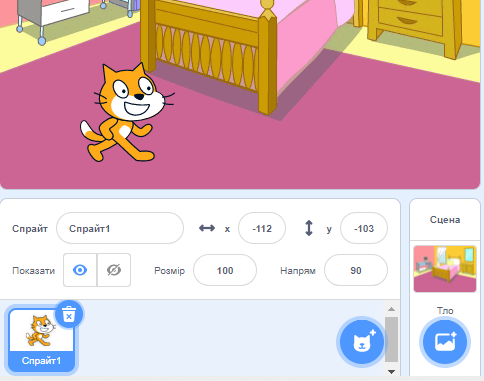 Спрайт Спрайт1 x -112 y -103 Сцена
Показати Розмір 100 Напрям 90
Тло
Спрайт1